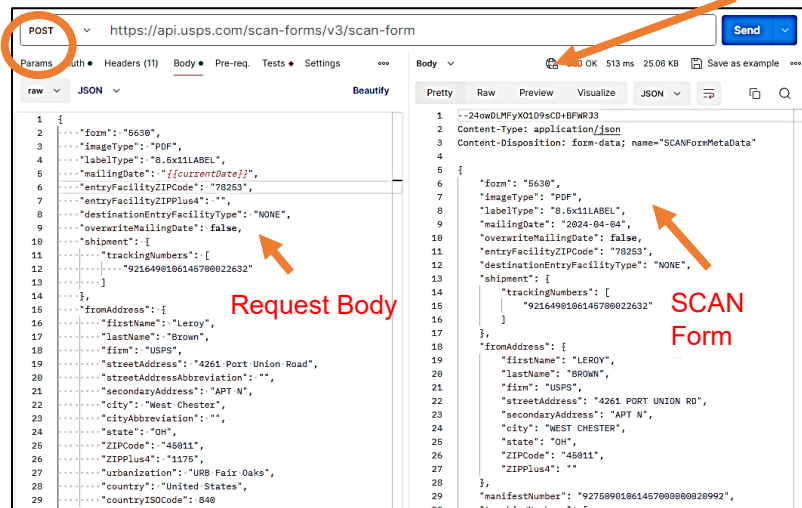 POST https://api.usps.com/scan-forms/v3/scan-form Send
Params uth Headers (11) Body Pre-req. Tests Settings
raw JSON Beautify
1 {
2 "form": "5630",
3 "imageType": "PDF",
4 "labelType": "8.5x11LABEL",
5 "mailingDate": "{{currentDate}}",
6 "entryFacilityZIPCode": "78253",
7 "entryFacilityZIPPlus4": "",
8 "destinationEntryFacilityType": "NONE",
9 "overwriteMailingDate": false,
10 "shipment": {
11 "trackingNumbers": [
12 "9216490106145700022632"
13 ]
14 },
15 "fromAddress": {
16 "firstName": "Leroy",
17 "lastName": "Brown",
18 "firm": "USPS",
19 "streetAddress": "4261 Port Union Road",
20 "streetAddressAbbreviation": "",
21 "secondaryAddress": "APT N",
22 "city": "West Chester",
23 "cityAbbreviation": "",
24 "state": "OH",
25 "ZIPCode": "45011",
26 "ZIPPlus4": "1175",
27 "urbanization": "URB Fair Oaks",
28 "country": "United States",
29 "countryISOCode": 840
Request Body
Body OK 513 ms 25.06 KB Save as example
Pretty Raw Preview Visualize JSON
1 --24owDLMFyXO1D9sCD+BFWRJ3
2 Content-Type: application/json
3 Content-Disposition: form-data; name="SCANFormMetaData"
4
5 {
6 "form": "5630",
7 "imageType": "PDF",
8 "labelType": "8.5x11LABEL",
9 "mailingDate": "2024-04-04",
10 "overwriteMailingDate": false,
11 "entryFacilityZIPCode": "78253",
12 "destinationEntryFacilityType": "NONE",
13 "shipment": {
14 "trackingNumbers": [
15 "9216490106145700022632"
16 ]
17 },
18 "fromAddress": {
19 "firstName": "LEROY",
20 "lastName": "BROWN",
21 "firm": "USPS",
22 "streetAddress": "4261 PORT UNION RD",
23 "secondaryAddress": "APT N",
24 "city": "WEST CHESTER",
25 "state": "OH",
26 "ZIPCode": "45011",
27 "ZIPPlus4": ""
28 },
29 "manifestNumber": "92750901061457000000020992",
SCAN
Form